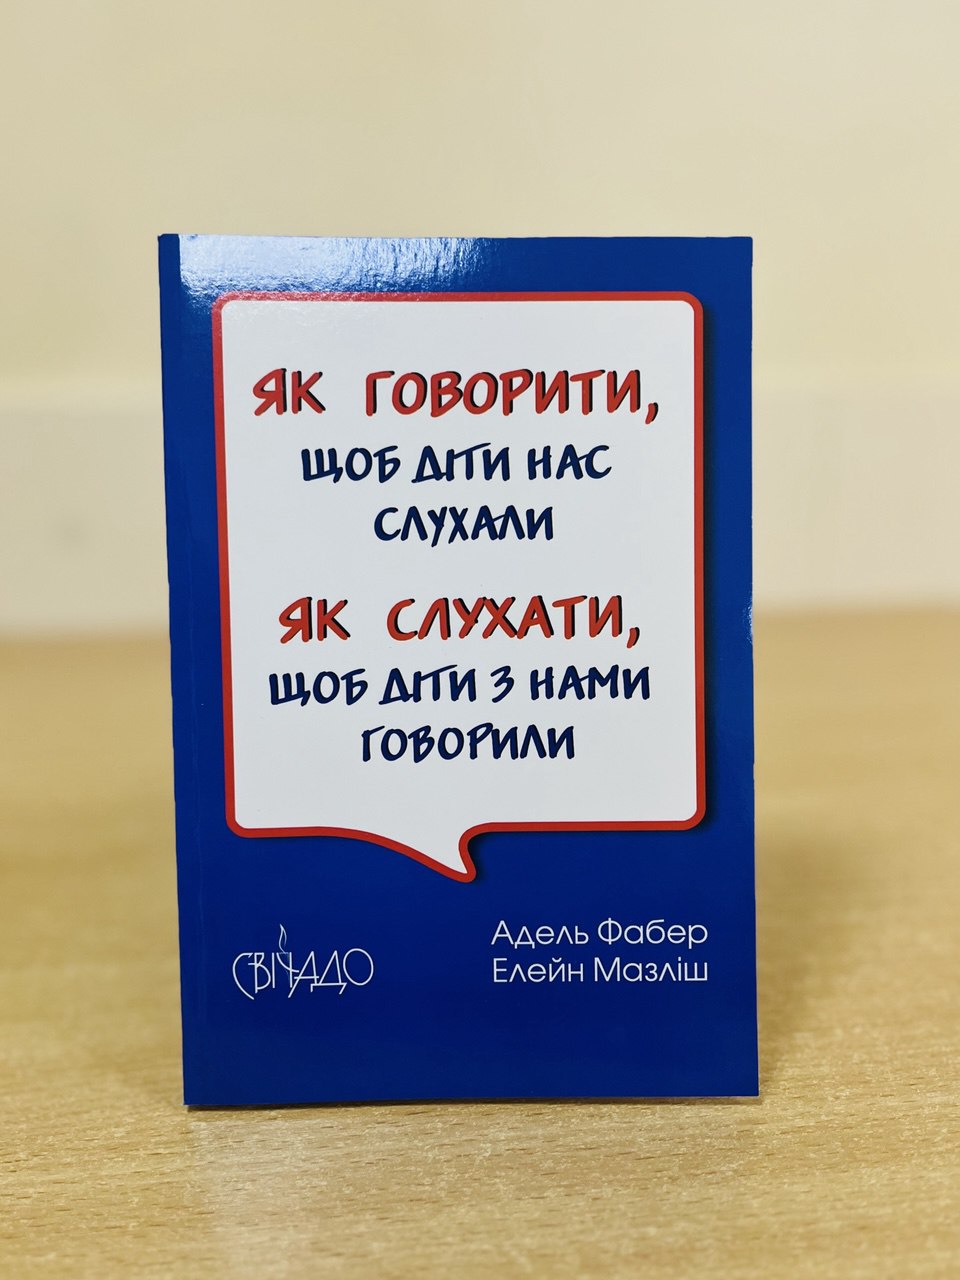 ЯК ГОВОРИТИ,
ЩОБ ДІТИ НАС
СЛУХАЛИ
ЯК СЛУХАТИ,
ЩОБ ДІТИ З НАМИ
ГОВОРИЛИ
СВІЧАДО
Адель Фабер
Елейн Мазліш